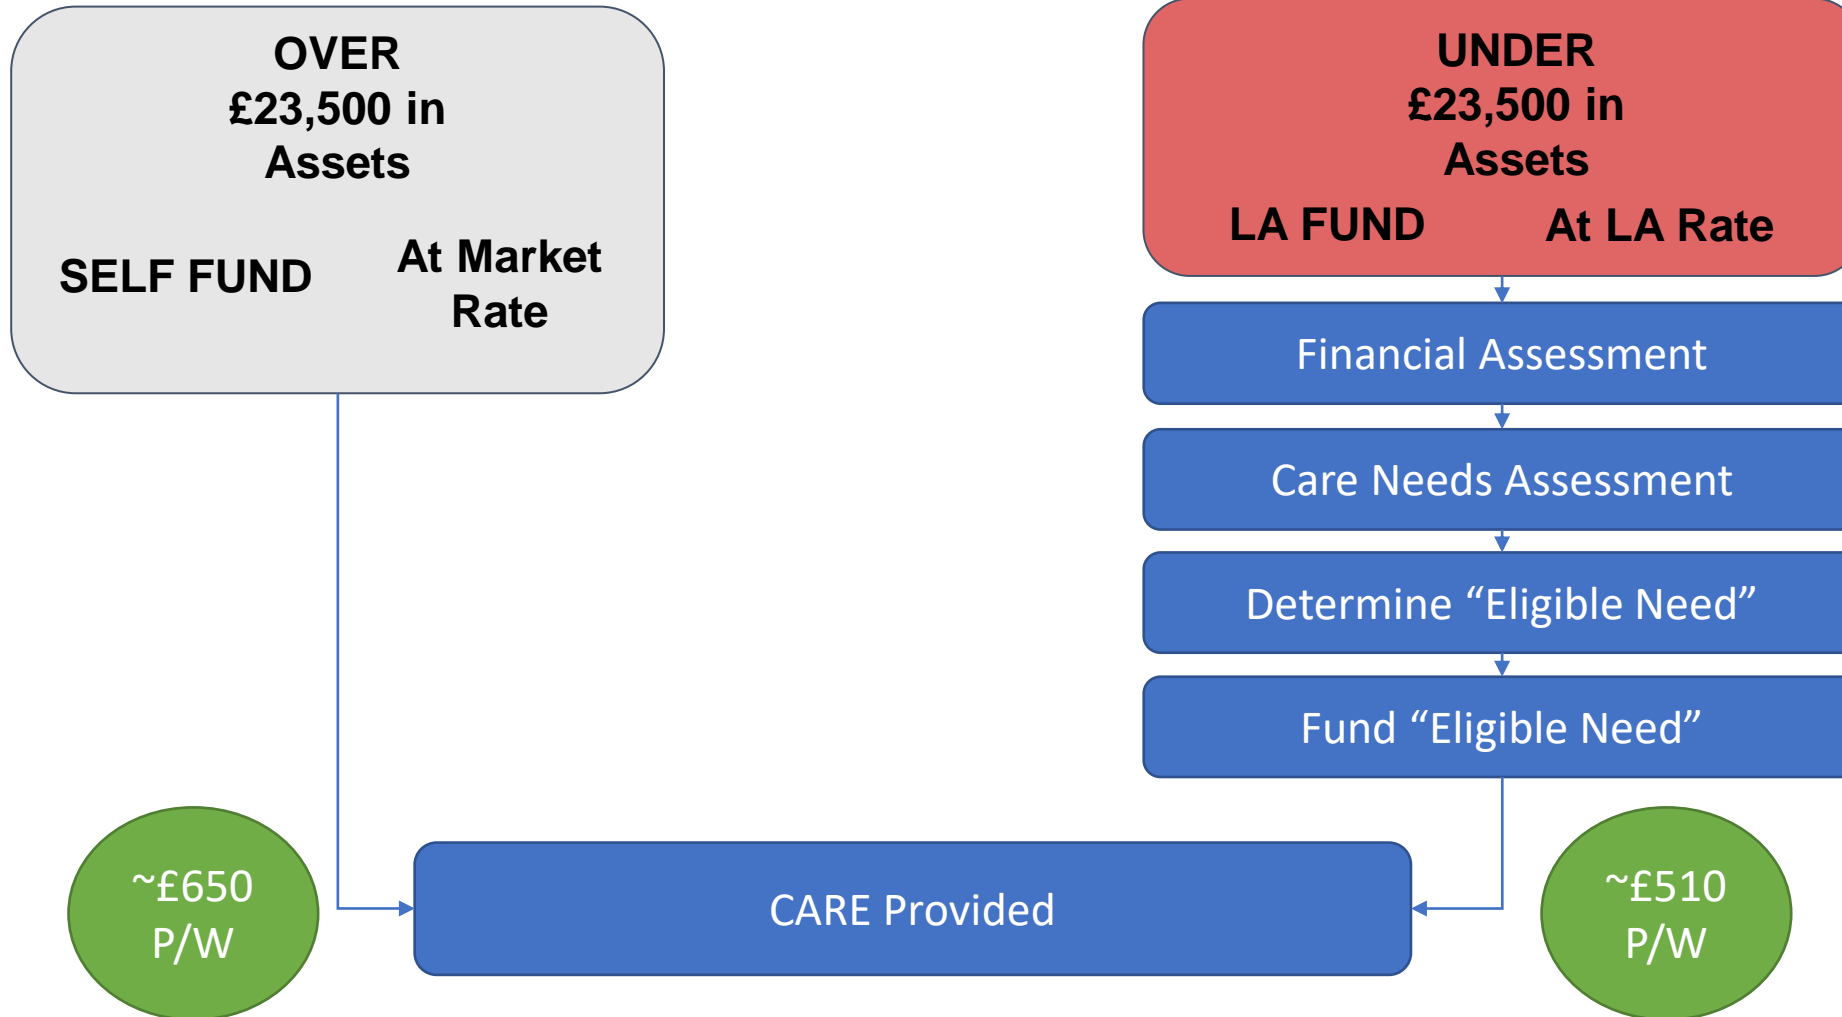 OVER
£23,500 in
Assets
SELF FUND
At Market
Rate
UNDER
£23,500 in
Assets
LA FUND
At LA Rate
Financial Assessment
Care Needs Assessment
Determine “Eligible Need”
Fund “Eligible Need”
~£650
P/W
CARE Provided
~£510
P/W